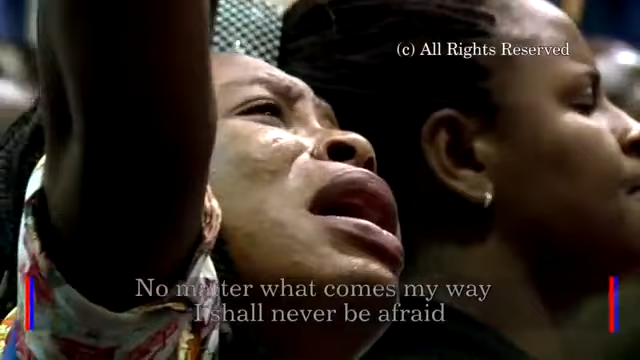 (c) All Rights Reserved
No matter what comes my way
I shall never be afraid